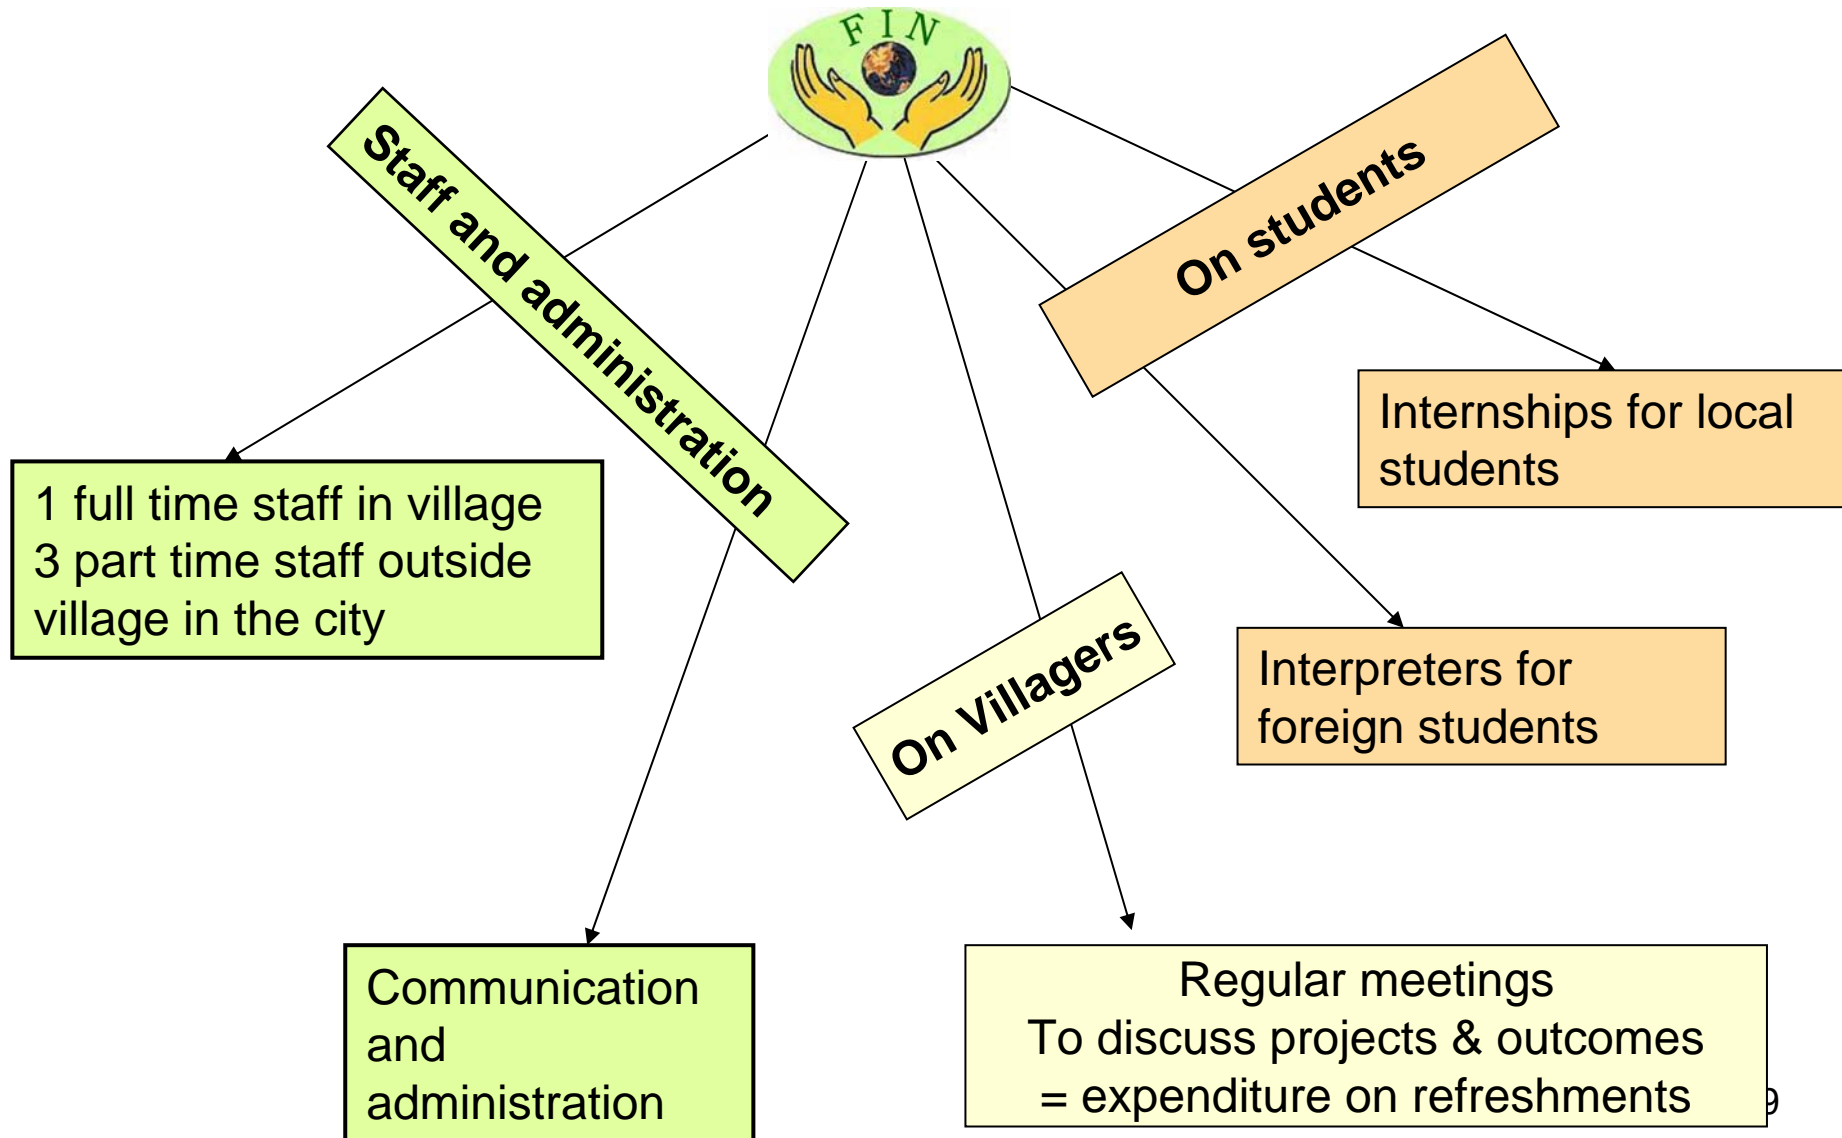 FIN
Staff and administration
On students
Internships for local
students
1 full time staff in village
3 part time staff outside
village in the city
On Villagers
Interpreters for
foreign students
Communication
and
administration
Regular meetings
To discuss projects & outcomes
= expenditure on refreshments
9